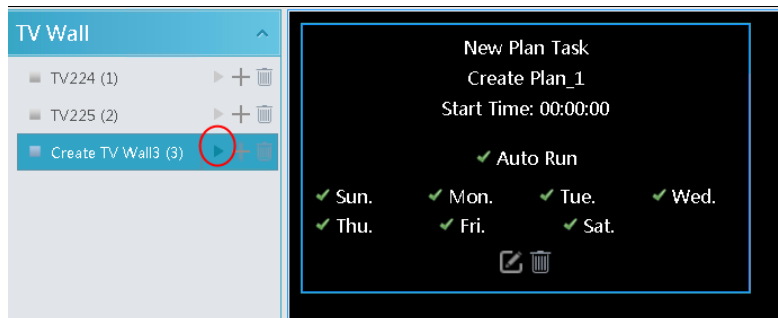 TV Wall
TV224 (1)
TV225 (2)
Create TV Wall3 (3)
New Plan Task
Create Plan_1
Start Time: 00:00:00
Auto Run
Sun. Mon. Tue. Wed.
Thu. Fri. Sat.